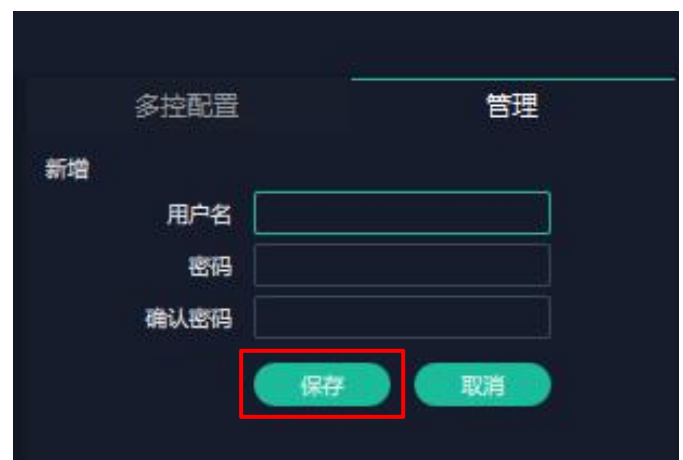 多控配置 管理
新增
用户名
密码
确认密码
保存 取消